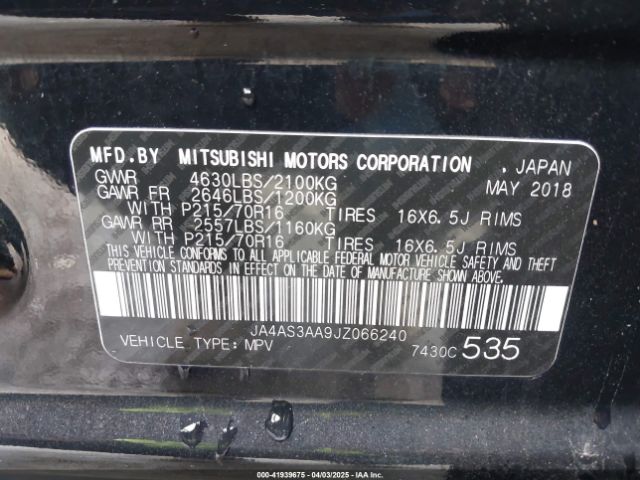 MFD.BY MITSUBISHI MOTORS CORPORATION , JAPAN
GVWR 4630LBS/2100KG MAY 2018
GAWR FR 2646LBS/1200KG
WITH P215/70R16 TIRES 16X6.5J RIMS
GAWR RR 2557LBS/1160KG
WITH P215/70R16 TIRES 16X6.5J RIMS
THIS VEHICLE CONFORMS TO ALL APPLICABLE FEDERAL MOTOR VEHICLE SAFETY AND THEFT
PREVENTION STANDARDS IN EFFECT ON THE DATE OF MANUFACTURE SHOWN ABOVE.
JA4AS3AA9JZ066240
VEHICLE TYPE: MPV 7430C 535
000-41939675 - 04/03/2025 - IAA Inc.